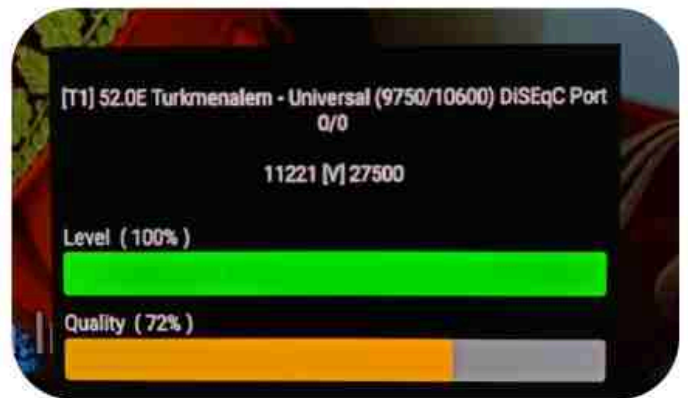 [T1] 52.0E Turkmenalem - Universal (9750/10600) DiSEqC Port
0/0
11221 [V] 27500
Level ( 100% )
Quality ( 72% )